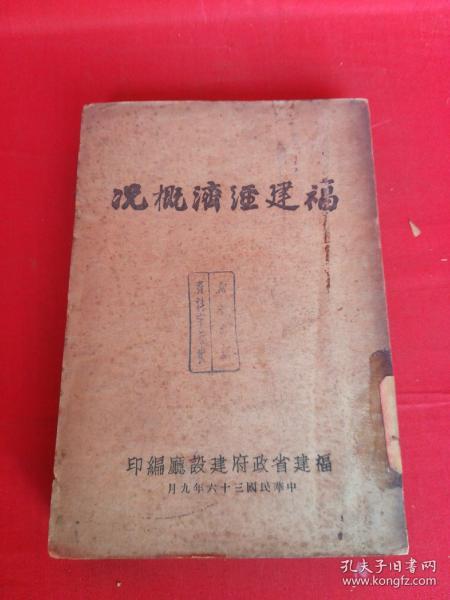 福建經濟概况
福建省政府建設廳編印
中華民國三十六年九月
孔夫子旧书网
www.kongfz.com